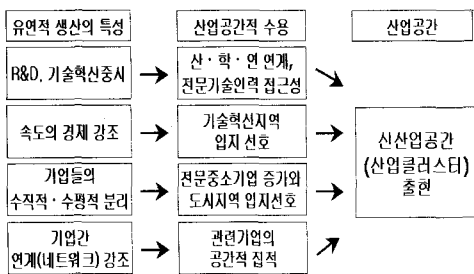 유연적 생산의 특성
산업공간적 수용
산업공간
R&D, 기술혁신중시
산·학·연 연계,
전문기술인력 접근성
속도의 경제 강조
기술혁신지역
입지 선호
기업들의
수직적·수평적 분리
전문중소기업 증가와
도시지역 입지선호
기업간
연계(네트워크) 강조
관련기업의
공간적 집적
신산업공간
(산업클러스터)
출현